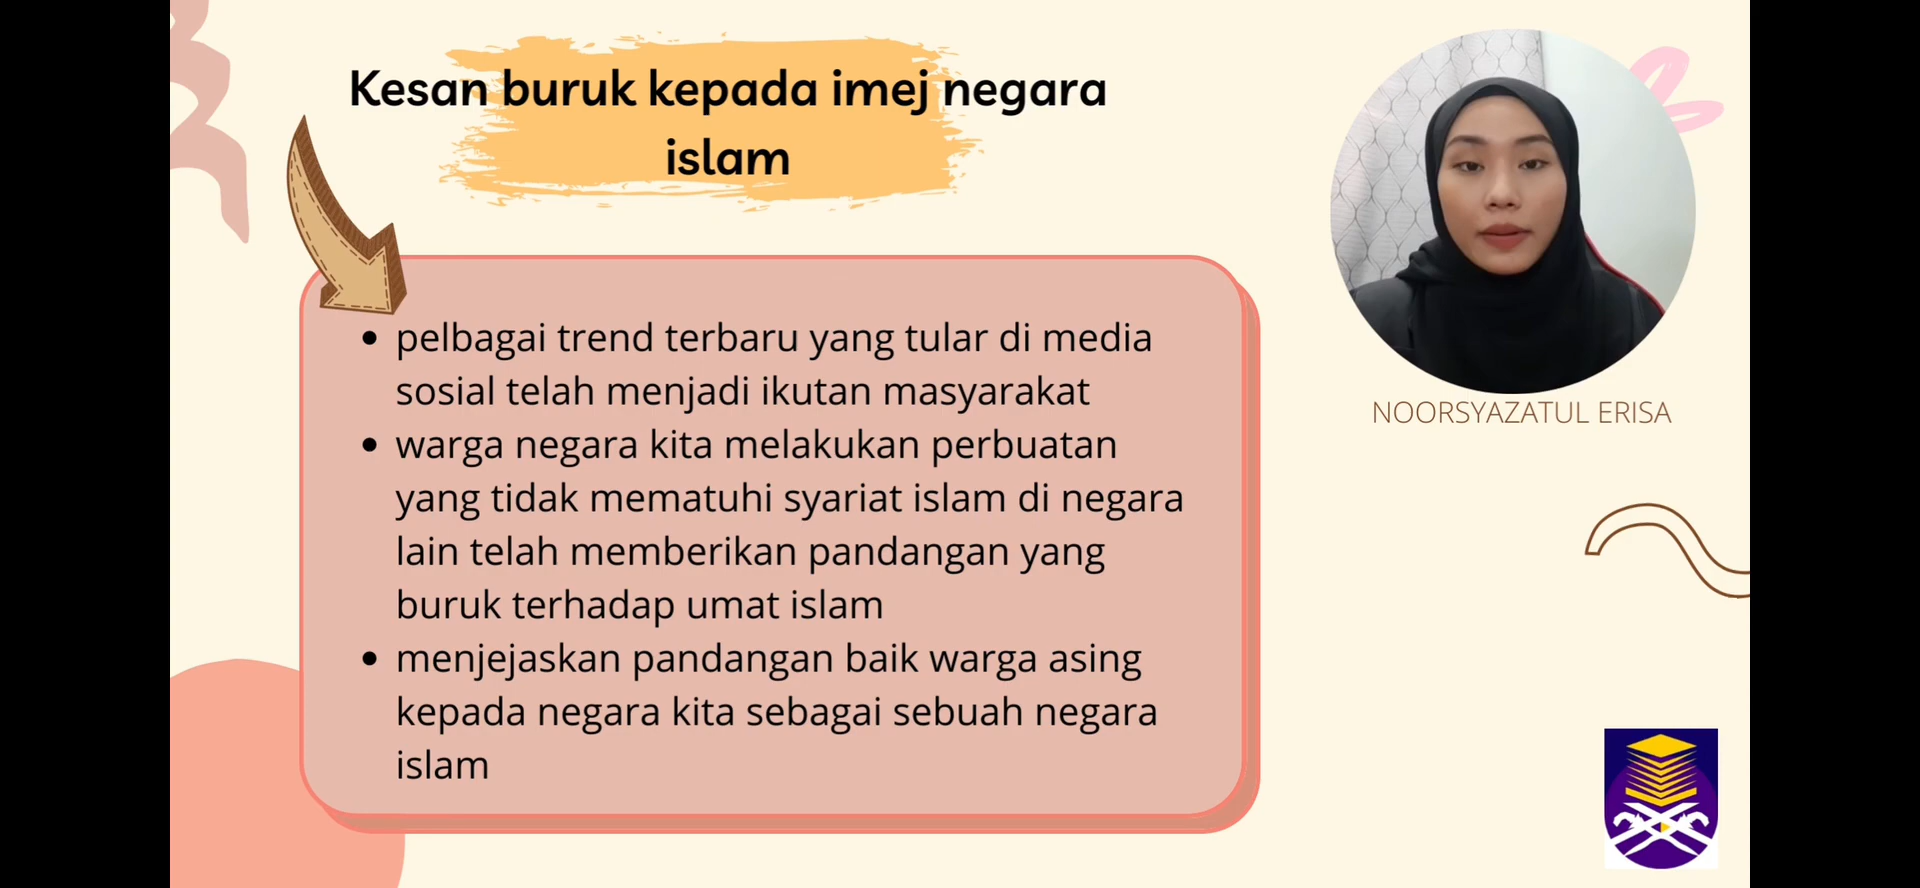 Kesan buruk kepada imej negara
islam
pelbagai trend terbaru yang tular di media
sosial telah menjadi ikutan masyarakat
warga negara kita melakukan perbuatan
yang tidak mematuhi syariat islam di negara
lain telah memberikan pandangan yang
buruk terhadap umat islam
menjejaskan pandangan baik warga asing
kepada negara kita sebagai sebuah negara
islam
NOORSYAZATUL ERISA